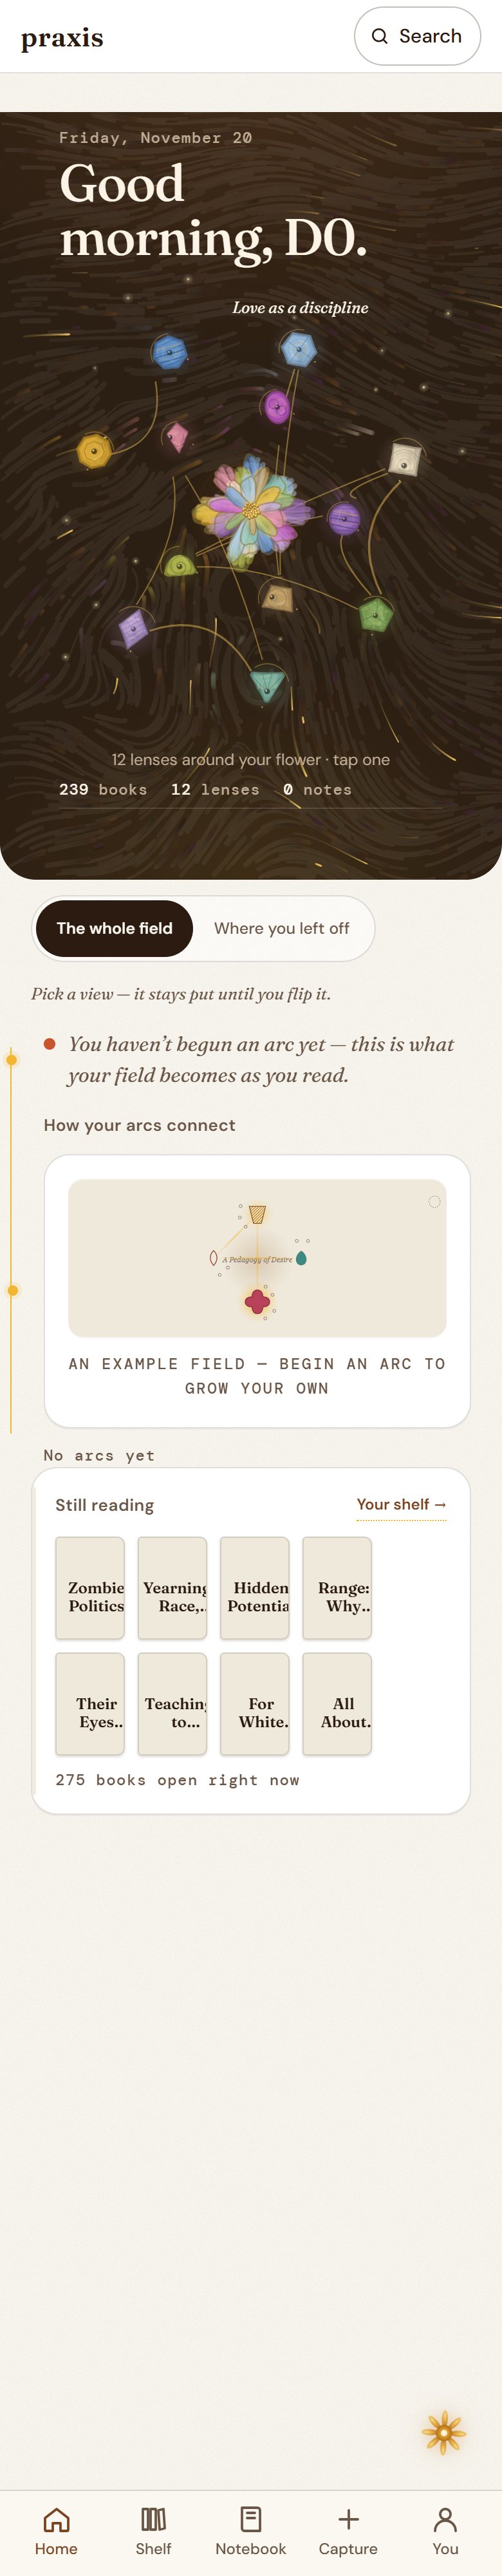 praxis
Search
Friday, November 20
Good
morning, D0.
Love as a discipline
12 lenses around your flower · tap one
239 books 12 lenses 0 notes
The whole field
Where you left off
Pick a view — it stays put until you flip it.
You haven’t begun an arc yet — this is what
your field becomes as you read.
How your arcs connect
A Pedagogy of Desire
AN EXAMPLE FIELD — BEGIN AN ARC TO
GROW YOUR OWN
No arcs yet
Still reading
Your shelf →
Zombie
Politics
Yearning
Race,..
Hidden
Potentia
Range:
Why..
Their
Eyes..
Teaching
to...
For
White.
All
About.
275 books open right now
Home
Shelf
Notebook
Capture
You